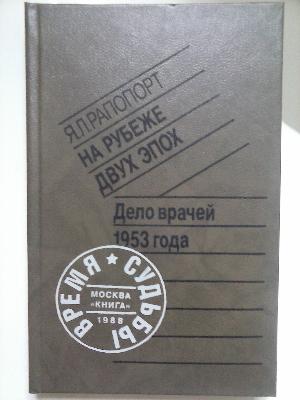 Я.Л.РАПОПОРТ
НА РУБЕЖЕ
ДВУХ ЭПОХ
Дело врачей
1953 года
ВРЕМЯ ★ СУДЬБЫ
МОСКВА
«КНИГА»
1988